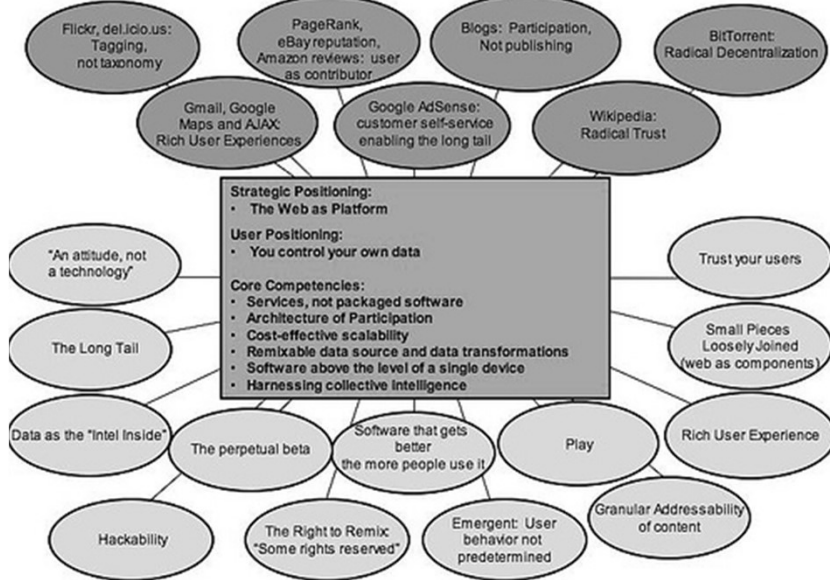 Flickr, del.icio.us:
Tagging,
not taxonomy
PageRank,
eBay reputation,
Amazon reviews: user
as contributor
Blogs: Participation,
Not publishing
BitTorrent:
Radical Decentralization
Gmail, Google
Maps and AJAX:
Rich User Experiences
Google AdSense:
customer self-service
enabling the long tail
Wikipedia:
Radical Trust
Strategic Positioning:
• The Web as Platform
User Positioning:
• You control your own data
Core Competencies:
• Services, not packaged software
• Architecture of Participation
• Cost-effective scalability
• Remixable data source and data transformations
• Software above the level of a single device
• Harnessing collective intelligence
"An attitude, not
a technology"
Trust your users
The Long Tail
Small Pieces
Loosely Joined
(web as components)
Data as the "Intel Inside"
The perpetual beta
Software that gets
better
the more people use it
Play
Rich User Experience
Hackability
The Right to Remix:
"Some rights reserved"
Emergent: User
behavior not
predetermined
Granular Addressability
of content